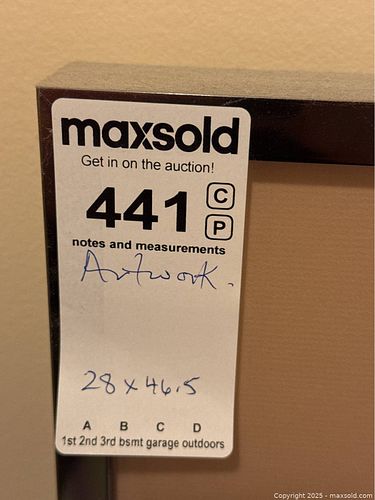 maxsold
Get in on the auction!
441 C
P
notes and measurements
Artwork.
28 x 46.5
A B C D
1st 2nd 3rd bsmt garage outdoors
Copyright 2025 - maxsold.com